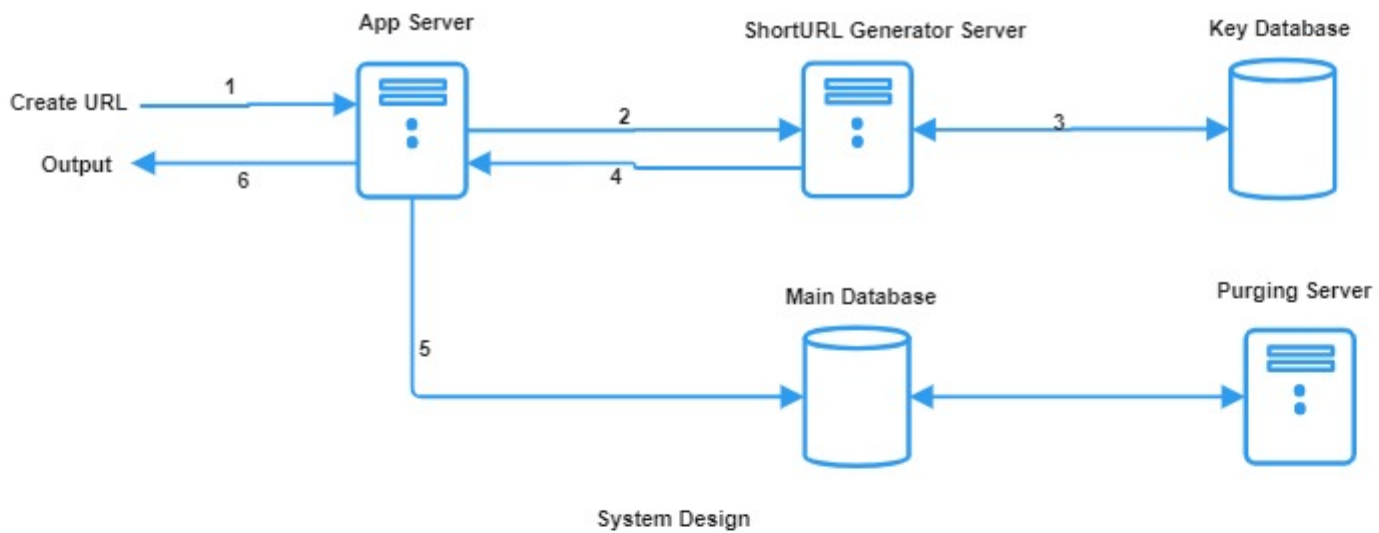 App Server
ShortURL Generator Server
Key Database
Create URL
1
2
3
Output
6
4
Main Database
Purging Server
5
System Design